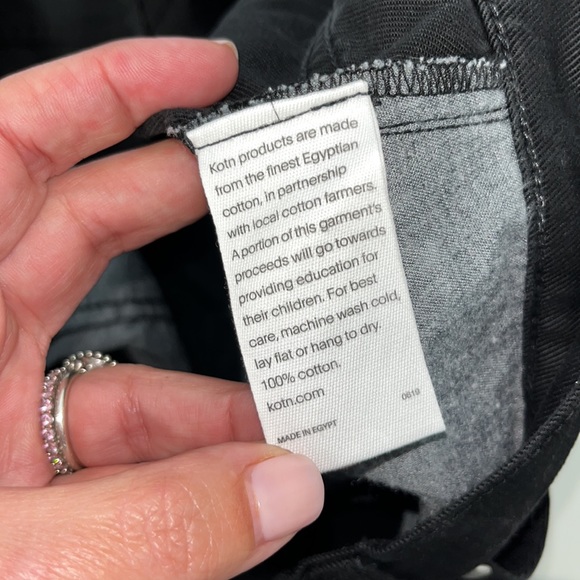 Kotn products are made
from the finest Egyptian
cotton, in partnership
with local cotton farmers.
A portion of this garment's
proceeds will go towards
providing education for
their children. For best
care, machine wash cold,
lay flat or hang to dry.
100% cotton.
kotn.com
0619
MADE IN EGYPT